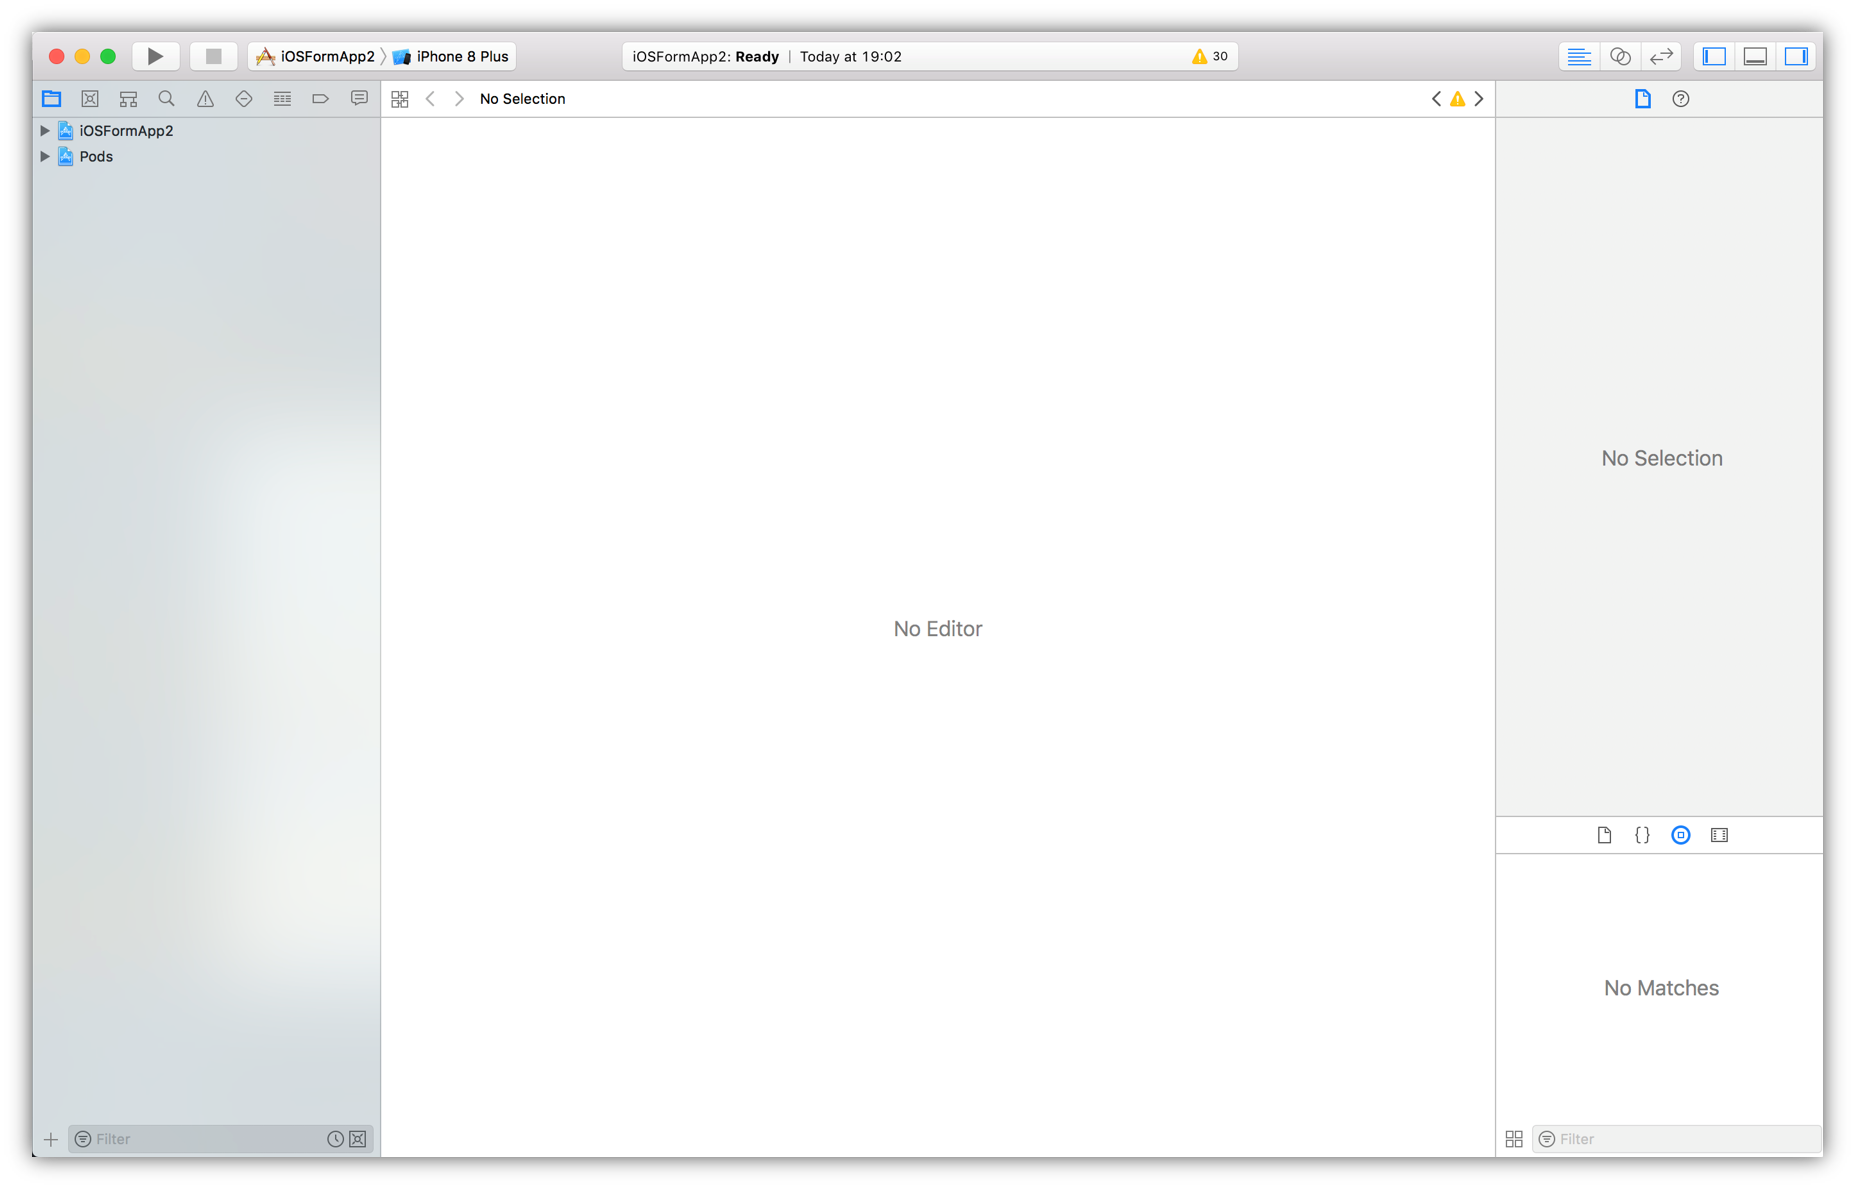 iOSFormApp2 iPhone 8 Plus iOSFormApp2: Ready | Today at 19:02 30
No Selection
iOSFormApp2
Pods
No Selection
No Editor
No Matches
Filter
Filter